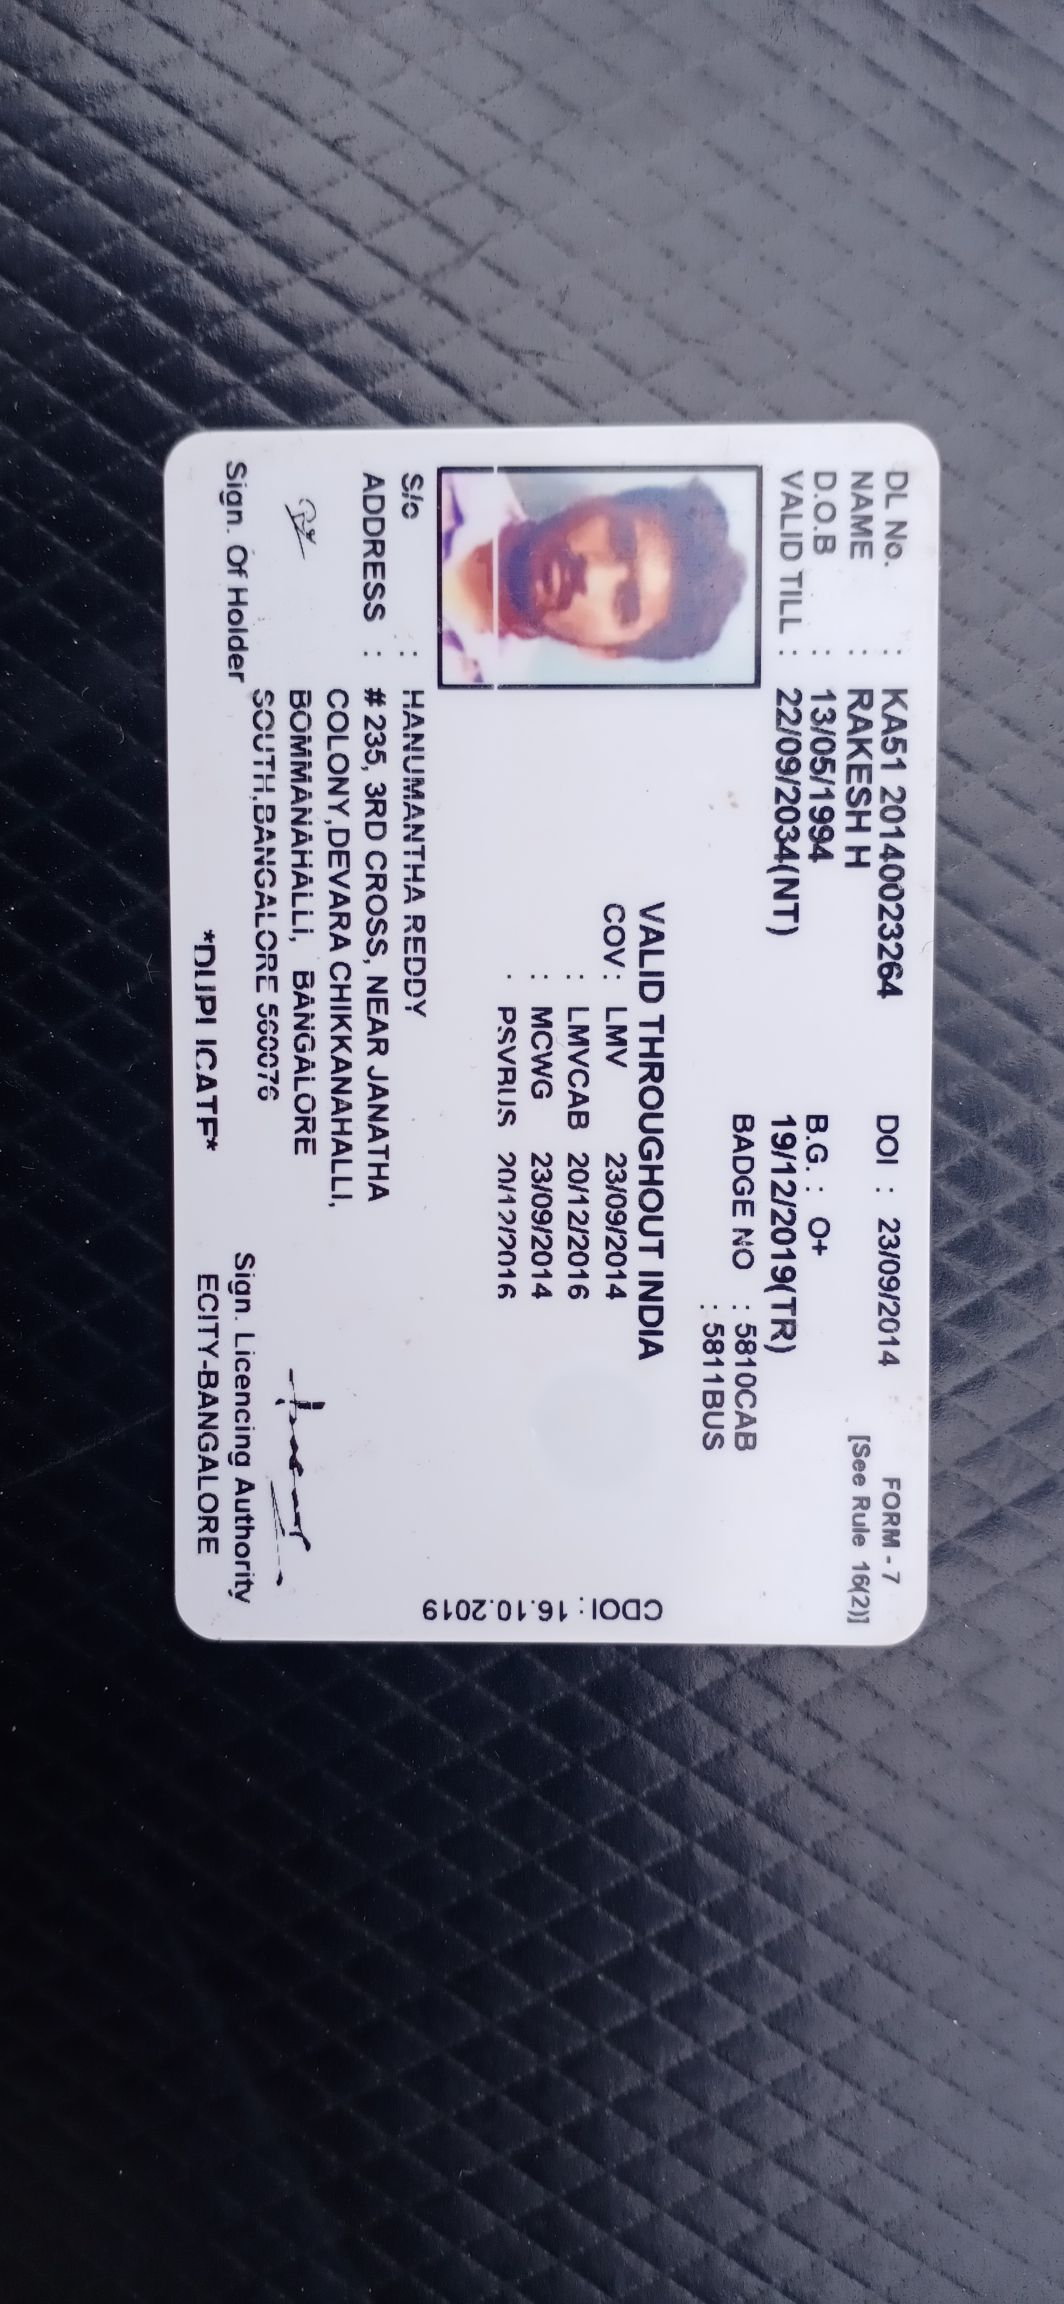 FORM - 7
DL No. : KA51 20140023264 DOI : 23/09/2014 [See Rule 16(2)]
NAME : RAKESH H
D.O.B : 13/05/1994 B.G. : O+
VALID TILL : 22/09/2034(NT) 19/12/2019(TR)
BADGE NO : 5810CAB
: 5811BUS
VALID THROUGHOUT INDIA
COV : LMV 23/09/2014
: LMVCAB 20/12/2016
: MCWG 23/09/2014
: PSVBUS 20/12/2016
CDOI : 16.10.2019
S/o : HANUMANTHA REDDY
ADDRESS : # 235, 3RD CROSS, NEAR JANATHA
COLONY,DEVARA CHIKKANAHALLI,
BOMMANAHALLI, BANGALORE
SOUTH,BANGALORE 560076
Sign. Of Holder
*DUPLICATE*
Sign. Licencing Authority
ECITY-BANGALORE